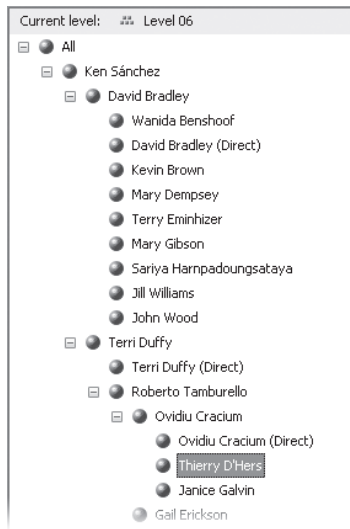 Current level: Level 06
All
Ken Sánchez
David Bradley
Wanida Benshoof
David Bradley (Direct)
Kevin Brown
Mary Dempsey
Terry Eminhizer
Mary Gibson
Sariya Harnpadoungsataya
Jill Williams
John Wood
Terri Duffy
Terri Duffy (Direct)
Roberto Tamburello
Ovidiu Cracium
Ovidiu Cracium (Direct)
Thierry D'Hers
Janice Galvin
Gail Erickson